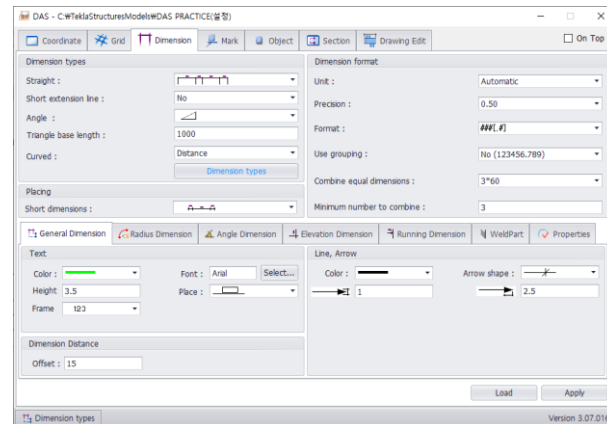 DAS - C:₩TeklaStructuresModels₩DAS PRACTICE(설정)
Coordinate Grid Dimension Mark Object Section Drawing Edit On Top
Dimension types
Straight :
Short extension line : No
Angle :
Triangle base length : 1000
Curved : Distance
Dimension types
Placing
Short dimensions :
Dimension format
Unit : Automatic
Precision : 0.50
Format : ###[.#]
Use grouping : No (123456.789)
Combine equal dimensions : 3*60
Minimum number to combine : 3
General Dimension Radius Dimension Angle Dimension Elevation Dimension Running Dimension WeldPart Properties
Text
Color : Font : Arial Select...
Height 3.5 Place :
Frame 123
Line, Arrow
Color : Arrow shape :
1 2.5
Dimension Distance
Offset : 15
Load Apply
Dimension types Version 3.07.016